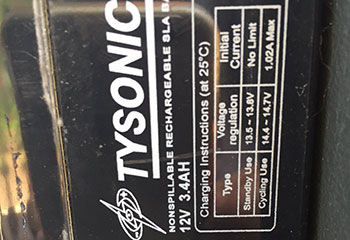 TYSONIC
NONSPILLABLE RECHARGEABLE SLA
12V 3.4AH
Charging Instructions (at 25°C)
Type Voltage regulation Initial Current
Standby Use 13.5 ~ 13.8V No Limit
Cycling Use 14.4 ~ 14.7V 1.02A Max